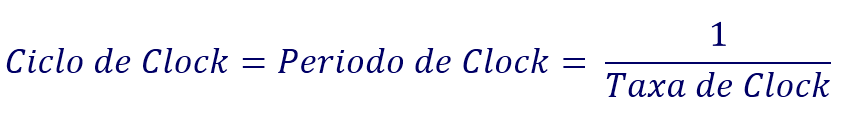 Ciclo de Clock = Periodo de Clock = 1 / Taxa de Clock